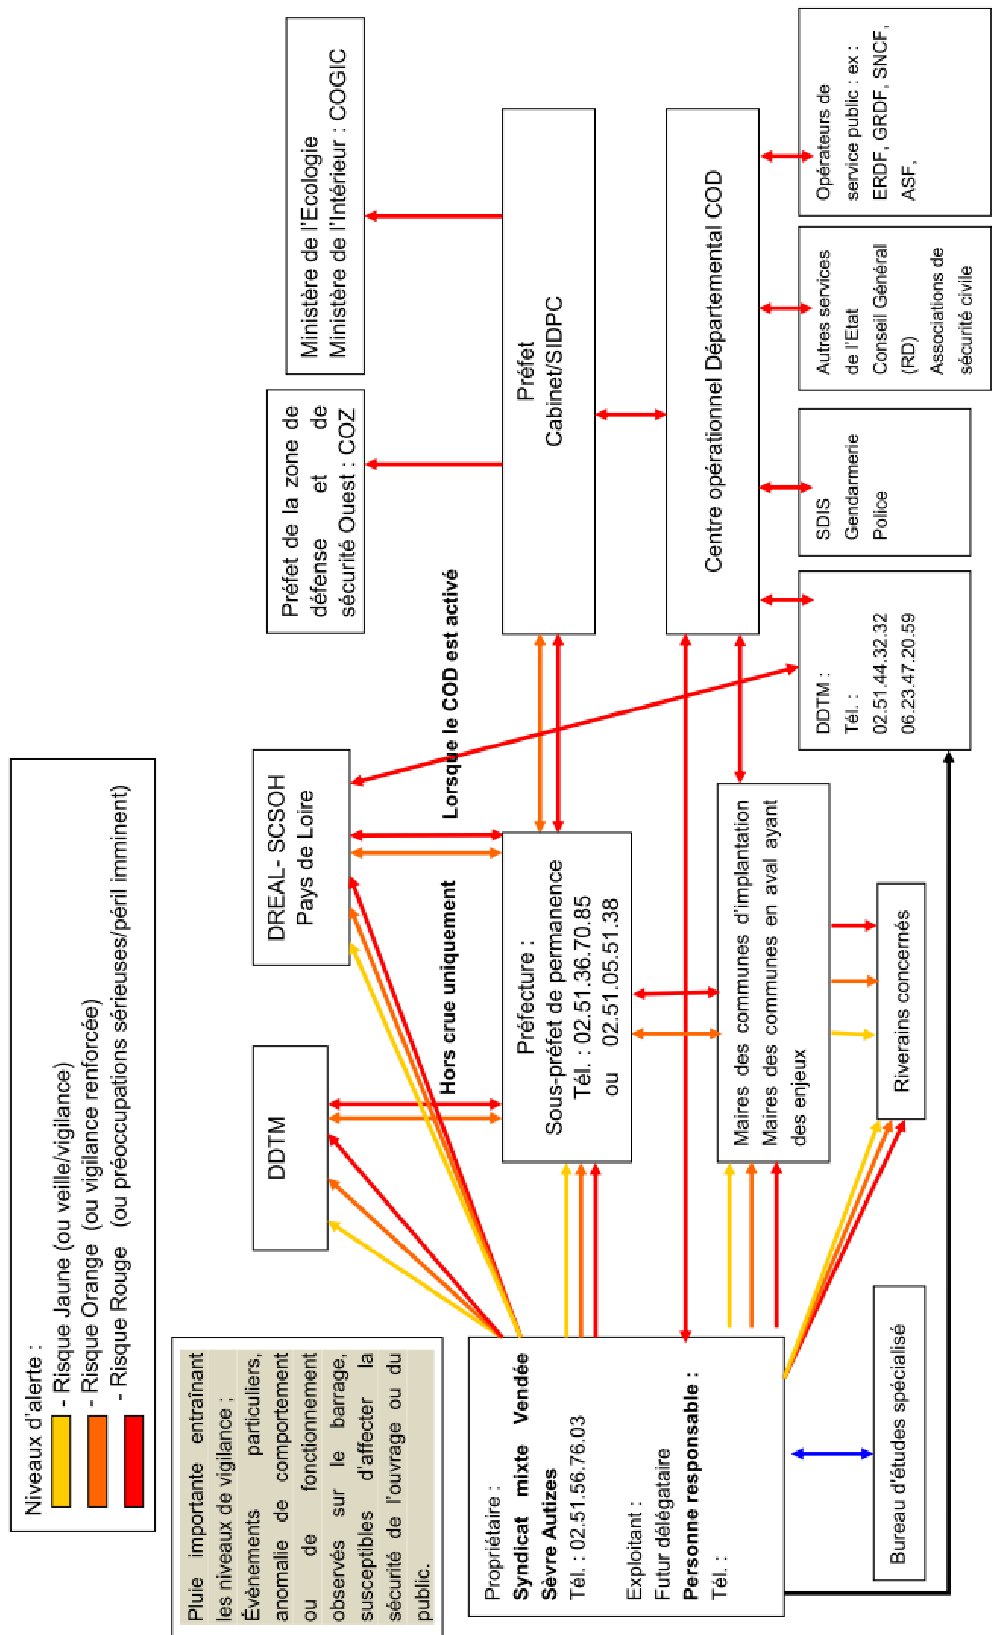 Niveaux d'alerte :
- Risque Jaune (ou veille/vigilance)
- Risque Orange (ou vigilance renforcée)
- Risque Rouge (ou préoccupations sérieuses/péril imminent)
Pluie importante entraînant
les niveaux de vigilance ;
Évènements particuliers,
anomalie de comportement
ou de fonctionnement
observés sur le barrage,
susceptibles d'affecter la
sécurité de l'ouvrage ou du
public.
DDTM
DREAL- SCSOH
Pays de Loire
Préfet de la zone de
défense et de
sécurité Ouest : COZ
Ministère de l'Ecologie
Ministère de l'Intérieur : COGIC
Hors crue uniquement
Lorsque le COD est activé
Propriétaire :
Syndicat mixte Vendée
Sèvre Autizes
Tél. : 02.51.56.76.03
Exploitant :
Futur délégataire
Personne responsable :
Tél. :
Préfecture :
Sous-préfet de permanence
Tél. : 02.51.36.70.85
ou 02.51.05.51.38
Préfet
Cabinet/SIDPC
Maires des communes d'implantation
Maires des communes en aval ayant
des enjeux
Centre opérationnel Départemental COD
Bureau d'études spécialisé
Riverains concernés
DDTM :
Tél. :
02.51.44.32.32
06.23.47.20.59
SDIS
Gendarmerie
Police
Autres services
de l'Etat
Conseil Général
(RD)
Associations de
sécurité civile
Opérateurs de
service public : ex :
ERDF, GRDF, SNCF,
ASF,